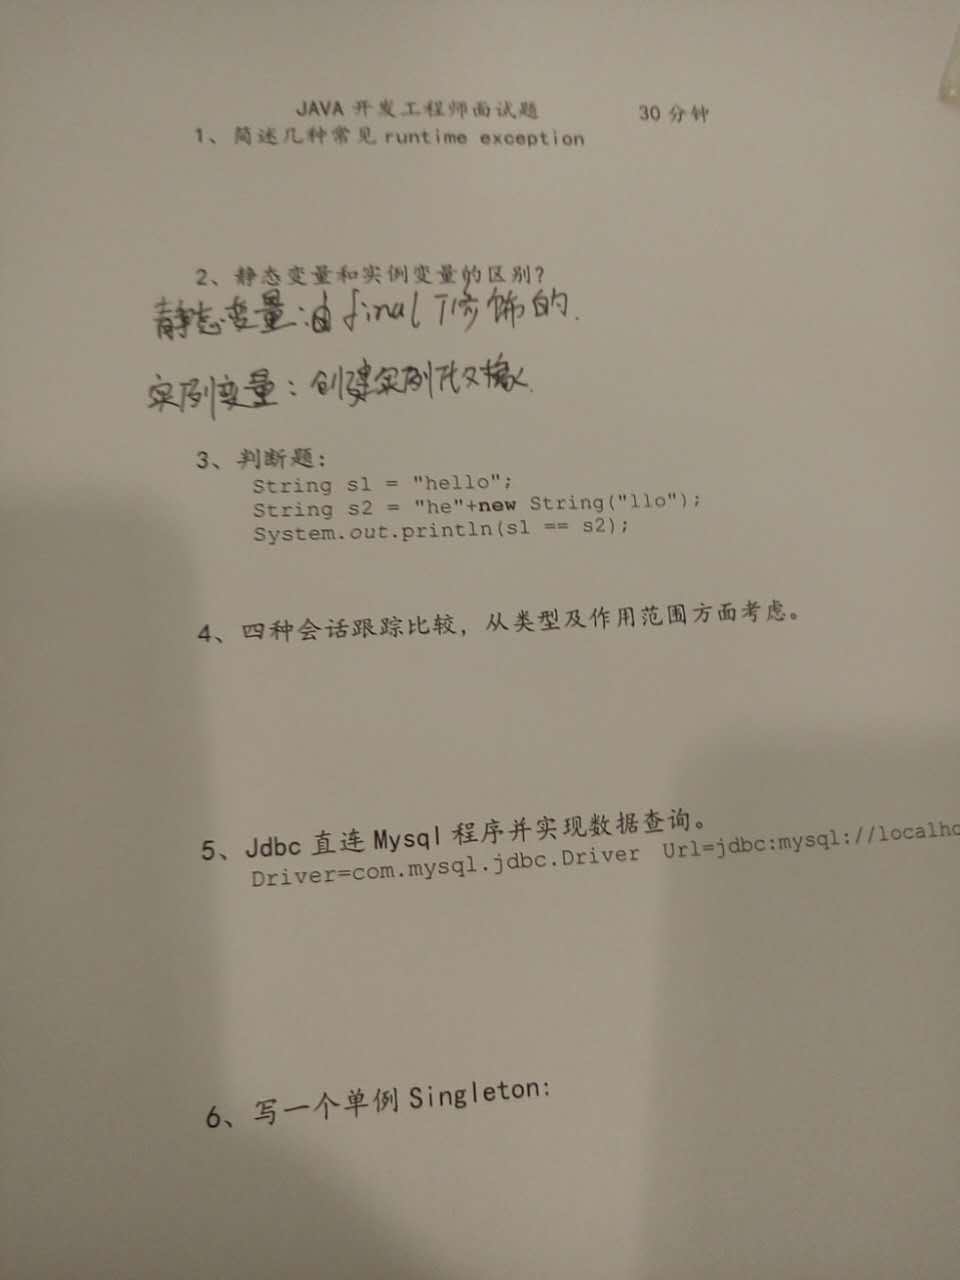 JAVA 开发工程师面试题 30 分钟
1、简述几种常见 runtime exception
2、静态变量和实例变量的区别?
静态变量:由 final 修饰的.
实例变量:创建实例
3、判断题:
String s1 = "hello";
String s2 = "he"+new String("llo");
System.out.println(s1 == s2);
4、四种会话跟踪比较，从类型及作用范围方面考虑。
5、Jdbc 直连 Mysql 程序并实现数据查询。
Driver=com.mysql.jdbc.Driver Url=jdbc:mysql://localho
6、写一个单例 Singleton: